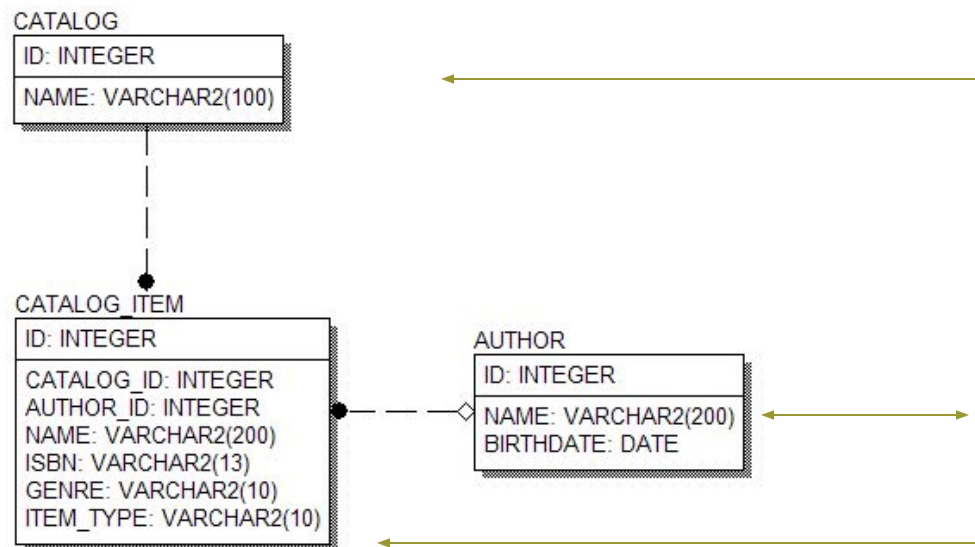 CATALOG
ID: INTEGER
NAME: VARCHAR2(100)
CATALOG_ITEM
ID: INTEGER
CATALOG_ID: INTEGER
AUTHOR_ID: INTEGER
NAME: VARCHAR2(200)
ISBN: VARCHAR2(13)
GENRE: VARCHAR2(10)
ITEM_TYPE: VARCHAR2(10)
AUTHOR
ID: INTEGER
NAME: VARCHAR2(200)
BIRTHDATE: DATE